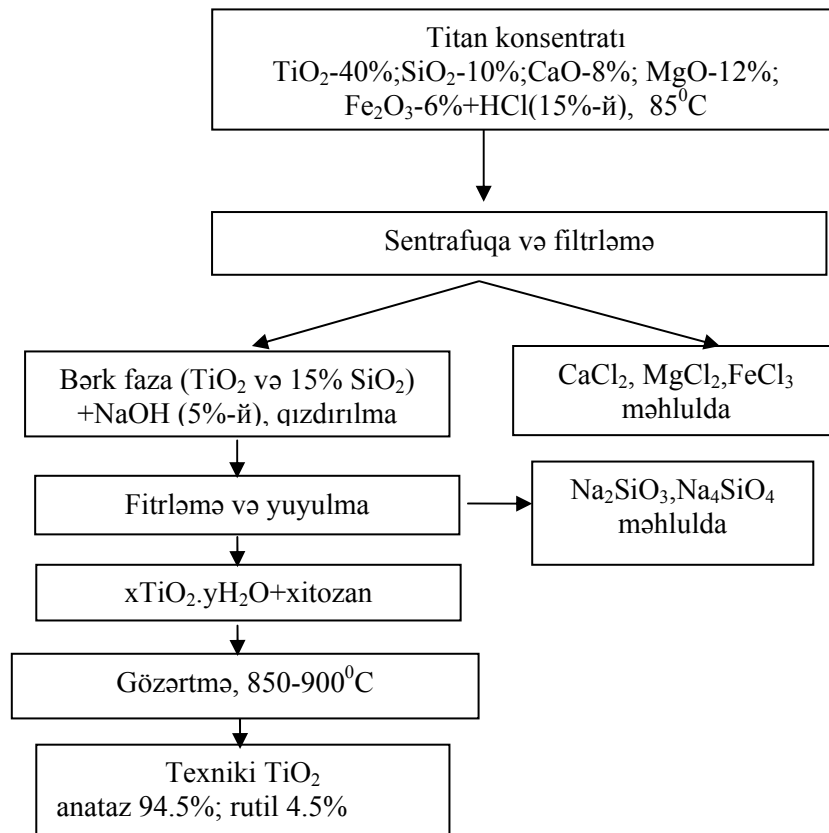 Titan konsentratı
TiO₂-40%;SiO₂-10%;CaO-8%; MgO-12%;
Fe₂O₃-6%+HCl(15%-й), 85⁰C
Sentrafuqa və filtrləmə
Bərk faza (TiO₂ və 15% SiO₂)
+NaOH (5%-й), qızdırılma
CaCl₂, MgCl₂,FeCl₃
məhlulda
Fitrləmə və yuyulma
Na₂SiO₃,Na₄SiO₄
məhlulda
xTiO₂.yH₂O+xitozan
Gözərtmə, 850-900⁰C
Texniki TiO₂
anataz 94.5%; rutil 4.5%